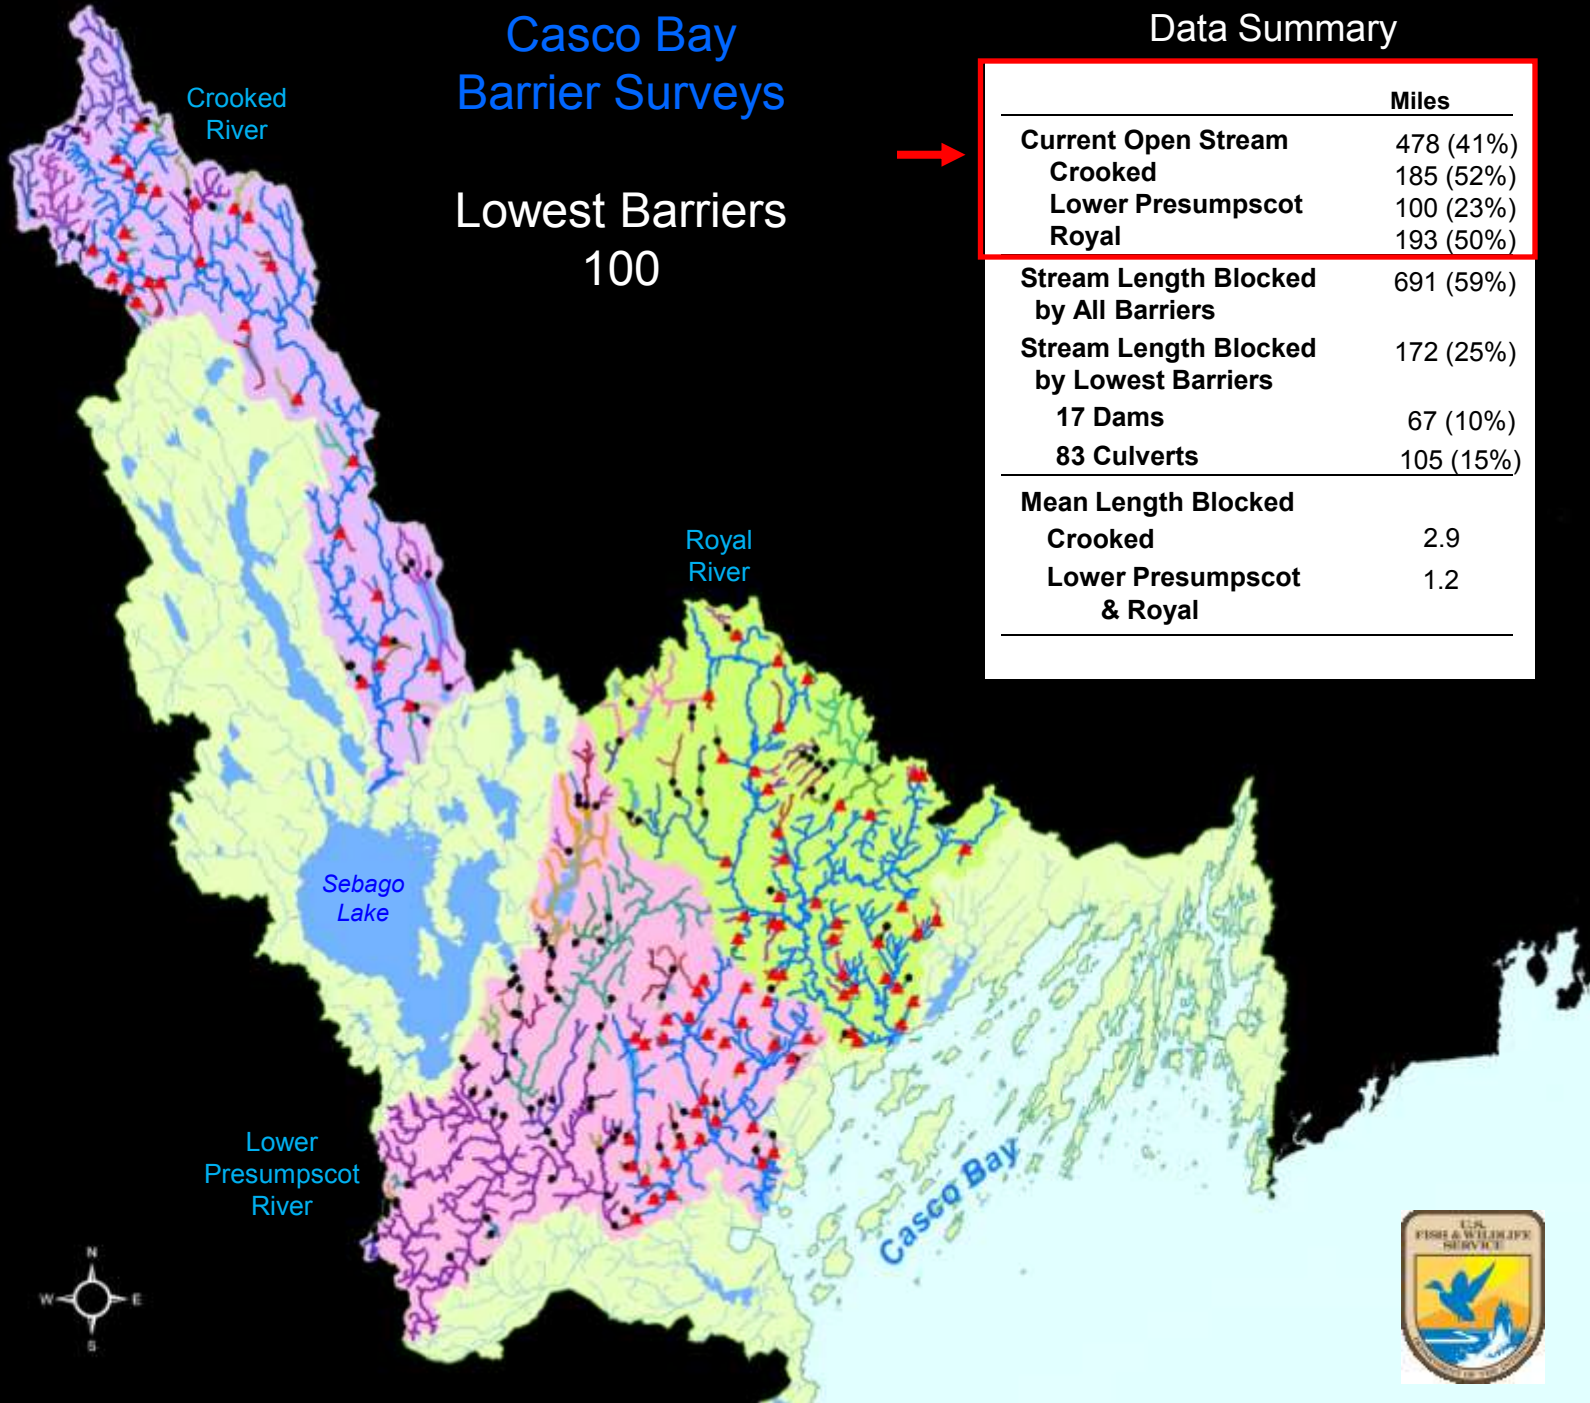 Casco Bay
Barrier Surveys
Lowest Barriers
100
Data Summary
Miles
Current Open Stream 478 (41%)
Crooked 185 (52%)
Lower Presumpscot 100 (23%)
Royal 193 (50%)
Stream Length Blocked 691 (59%)
by All Barriers
Stream Length Blocked 172 (25%)
by Lowest Barriers
17 Dams 67 (10%)
83 Culverts 105 (15%)
Mean Length Blocked
Crooked 2.9
Lower Presumpscot 1.2
& Royal
Crooked
River
Royal
River
Sebago
Lake
Lower
Presumpscot
River
Casco Bay
N
W E
S
U.S.
FISH & WILDLIFE
SERVICE